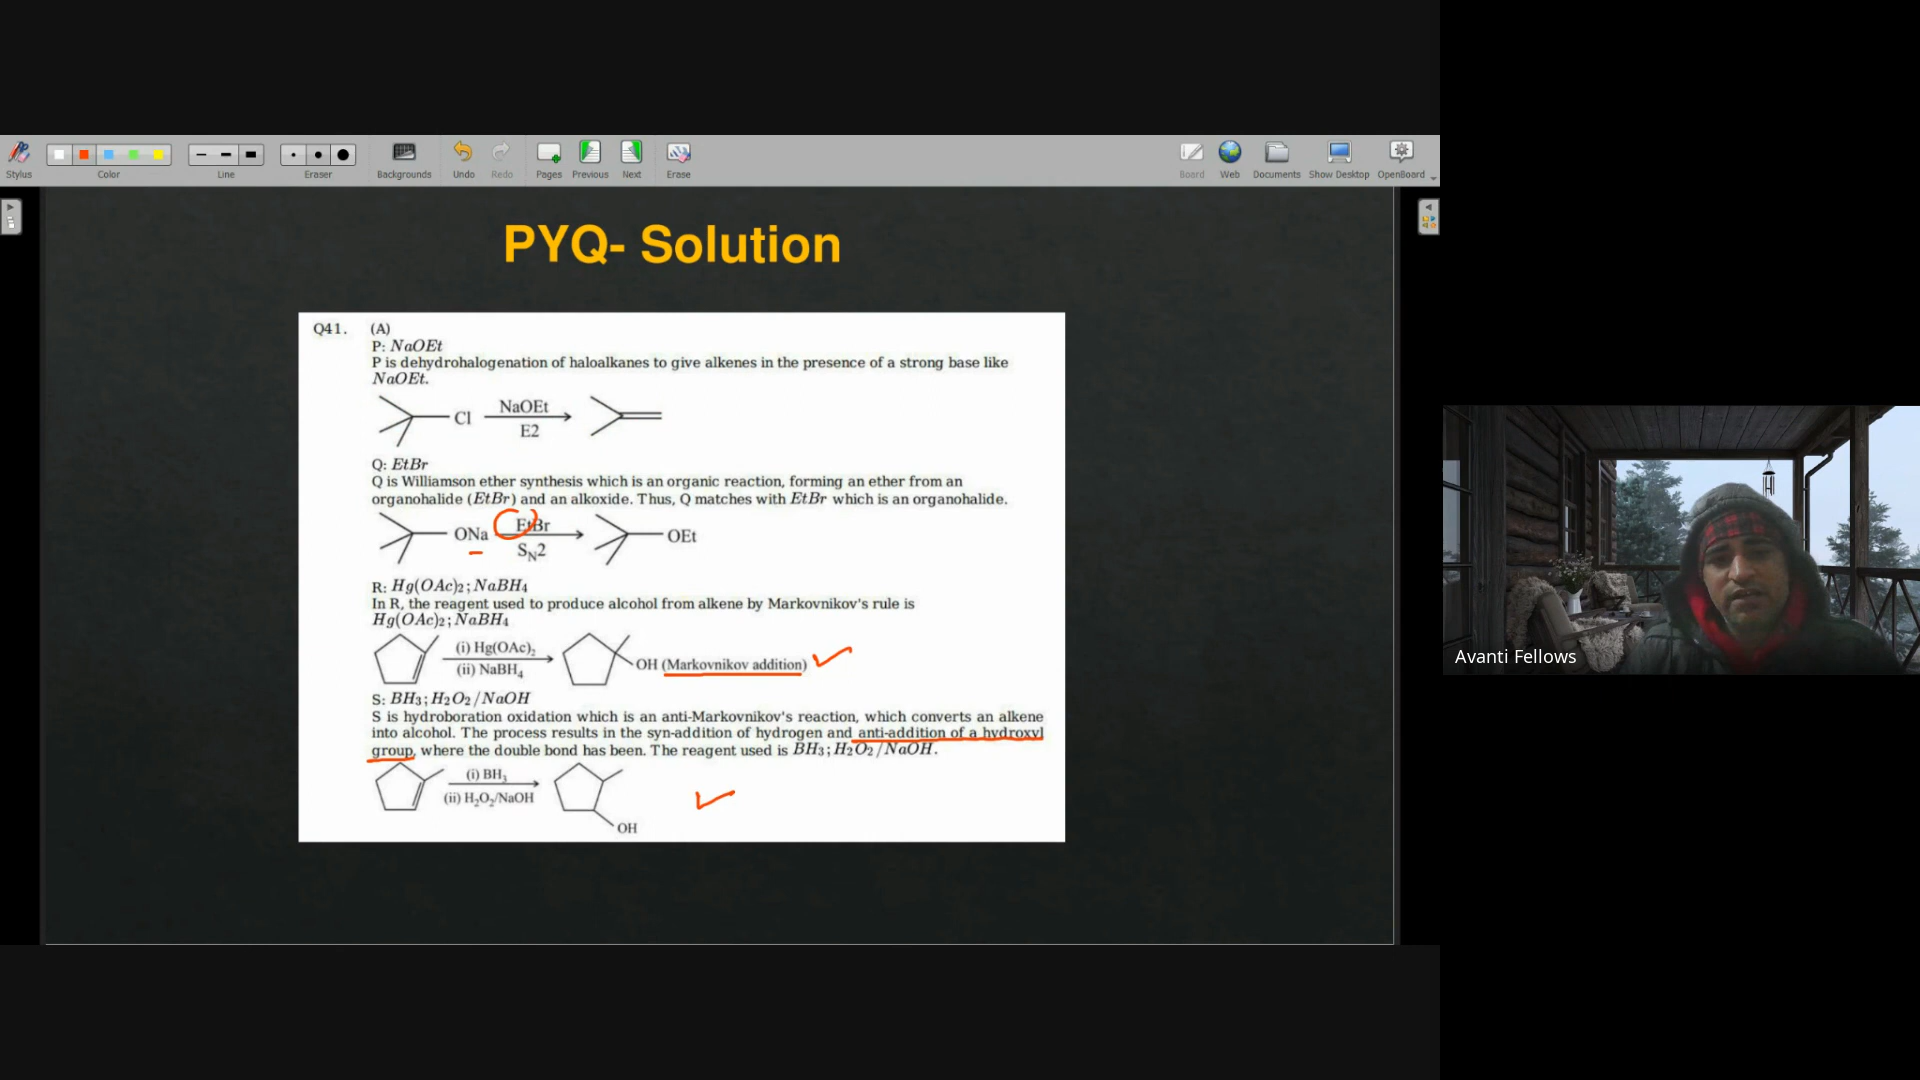 Stylus
Color
Line
Eraser
Backgrounds
Undo
Redo
Pages
Previous
Next
Erase
Board
Web
Documents
Show Desktop
OpenBoard
PYQ- Solution
Q41. (A)
P: NaOEt
P is dehydrohalogenation of haloalkanes to give alkenes in the presence of a strong base like
NaOEt.
Cl NaOEt
E2
Q: EtBr
Q is Williamson ether synthesis which is an organic reaction, forming an ether from an
organohalide (EtBr) and an alkoxide. Thus, Q matches with EtBr which is an organohalide.
ONa EtBr OEt
SN2
R: Hg(OAc)2; NaBH4
In R, the reagent used to produce alcohol from alkene by Markovnikov's rule is
Hg(OAc)2; NaBH4
(i) Hg(OAc)2
(ii) NaBH4
OH (Markovnikov addition)
S: BH3; H2O2/NaOH
S is hydroboration oxidation which is an anti-Markovnikov's reaction, which converts an alkene
into alcohol. The process results in the syn-addition of hydrogen and anti-addition of a hydroxyl
group, where the double bond has been. The reagent used is BH3; H2O2/NaOH.
(i) BH3
(ii) H2O2/NaOH
OH
Avanti Fellows